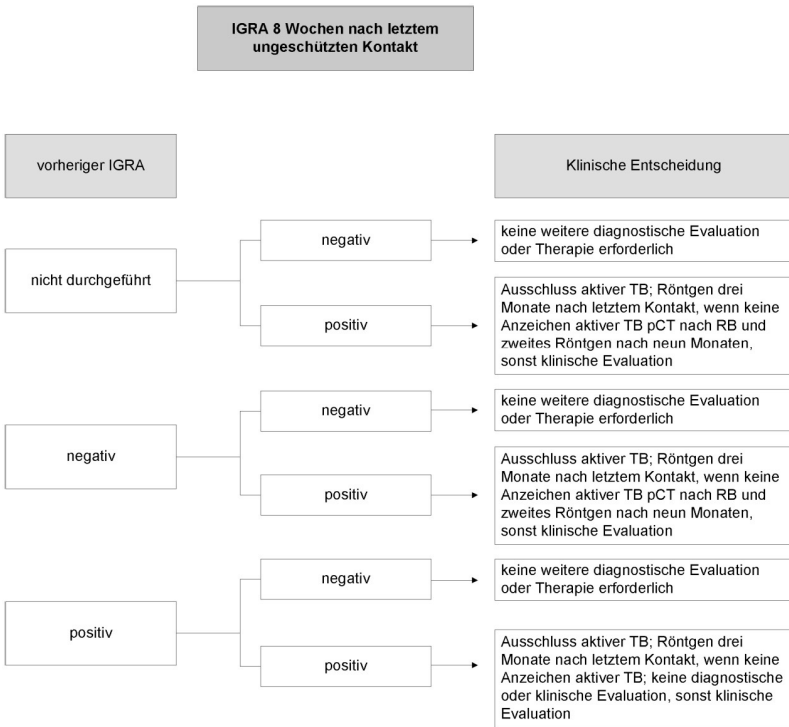 IGRA 8 Wochen nach letztem
ungeschützten Kontakt
vorheriger IGRA
Klinische Entscheidung
nicht durchgeführt
negativ
keine weitere diagnostische Evaluation
oder Therapie erforderlich
positiv
Ausschluss aktiver TB; Röntgen drei
Monate nach letztem Kontakt, wenn keine
Anzeichen aktiver TB pCT nach RB und
zweites Röntgen nach neun Monaten,
sonst klinische Evaluation
negativ
negativ
keine weitere diagnostische Evaluation
oder Therapie erforderlich
positiv
Ausschluss aktiver TB; Röntgen drei
Monate nach letztem Kontakt, wenn keine
Anzeichen aktiver TB pCT nach RB und
zweites Röntgen nach neun Monaten,
sonst klinische Evaluation
positiv
negativ
keine weitere diagnostische Evaluation
oder Therapie erforderlich
positiv
Ausschluss aktiver TB; Röntgen drei
Monate nach letztem Kontakt, wenn keine
Anzeichen aktiver TB; keine diagnostische
oder klinische Evaluation, sonst klinische
Evaluation